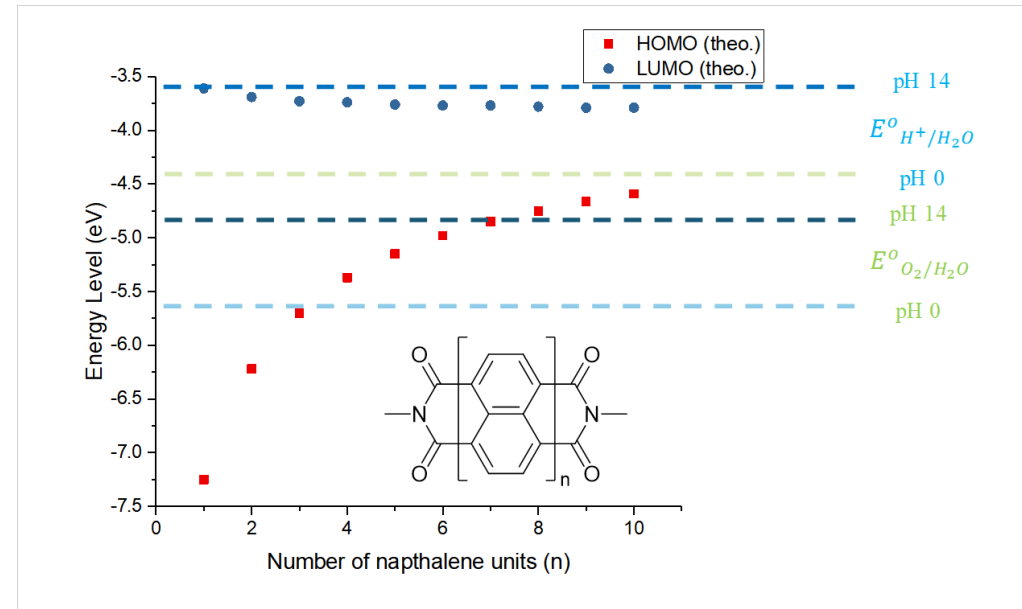 HOMO (theo.)
LUMO (theo.)
-3.5
-4.0
-4.5
-5.0
-5.5
-6.0
-6.5
-7.0
-7.5
0
2
4
6
8
10
Energy Level (eV)
Number of napthalene units (n)
pH 14
E° H⁺/H₂O
pH 0
pH 14
E° O₂/H₂O
pH 0
O
O
N
N
O
O
n